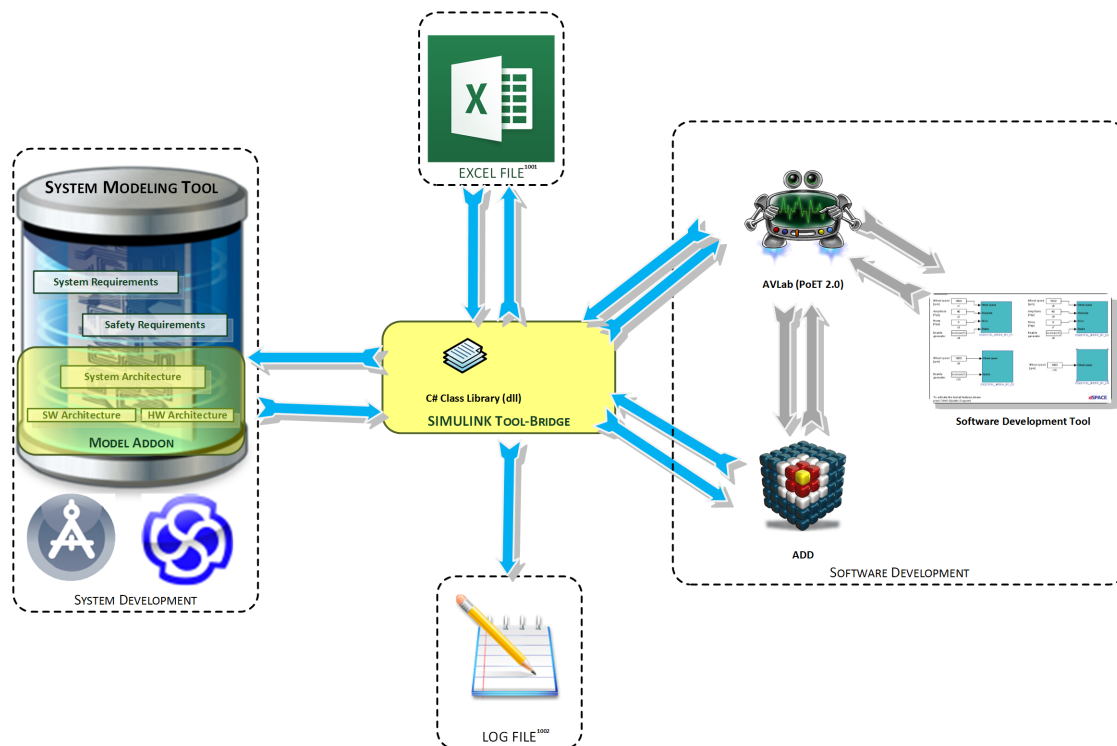 X
EXCEL FILE1001
SYSTEM MODELING TOOL
System Requirements
Safety Requirements
System Architecture
SW Architecture
HW Architecture
MODEL ADDON
SYSTEM DEVELOPMENT
C# Class Library (dll)
SIMULINK TOOL-BRIDGE
LOG FILE1002
AVLab (PoET 2.0)
dSPACE
Software Development Tool
ADD
SOFTWARE DEVELOPMENT